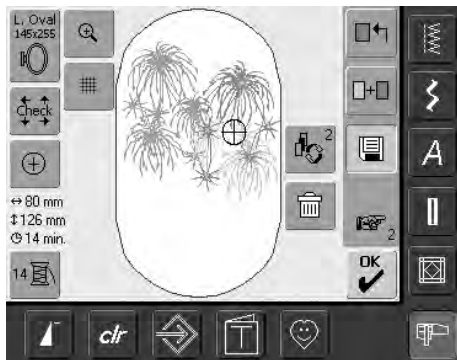 L. Oval
145x255
Check
80 mm
126 mm
14 min.
14
2
2
OK
A
clr
T